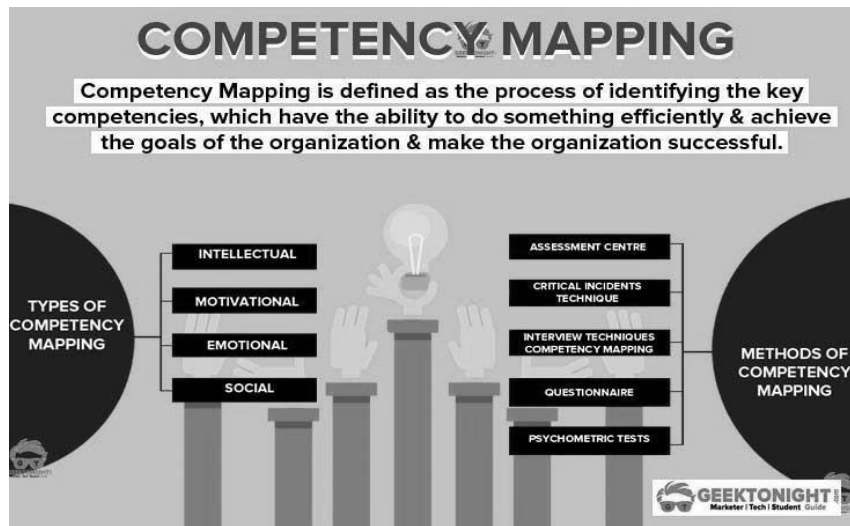 COMPETENCY MAPPING
Competency Mapping is defined as the process of identifying the key
competencies, which have the ability to do something efficiently & achieve
the goals of the organization & make the organization successful.
TYPES OF
COMPETENCY
MAPPING
INTELLECTUAL
MOTIVATIONAL
EMOTIONAL
SOCIAL
ASSESSMENT CENTRE
CRITICAL INCIDENTS
TECHNIQUE
INTERVIEW TECHNIQUES
COMPETENCY MAPPING
QUESTIONNAIRE
PSYCHOMETRIC TESTS
METHODS OF
COMPETENCY
MAPPING
GEEKTONIGHT.com
Marketer | Tech | Student Guide